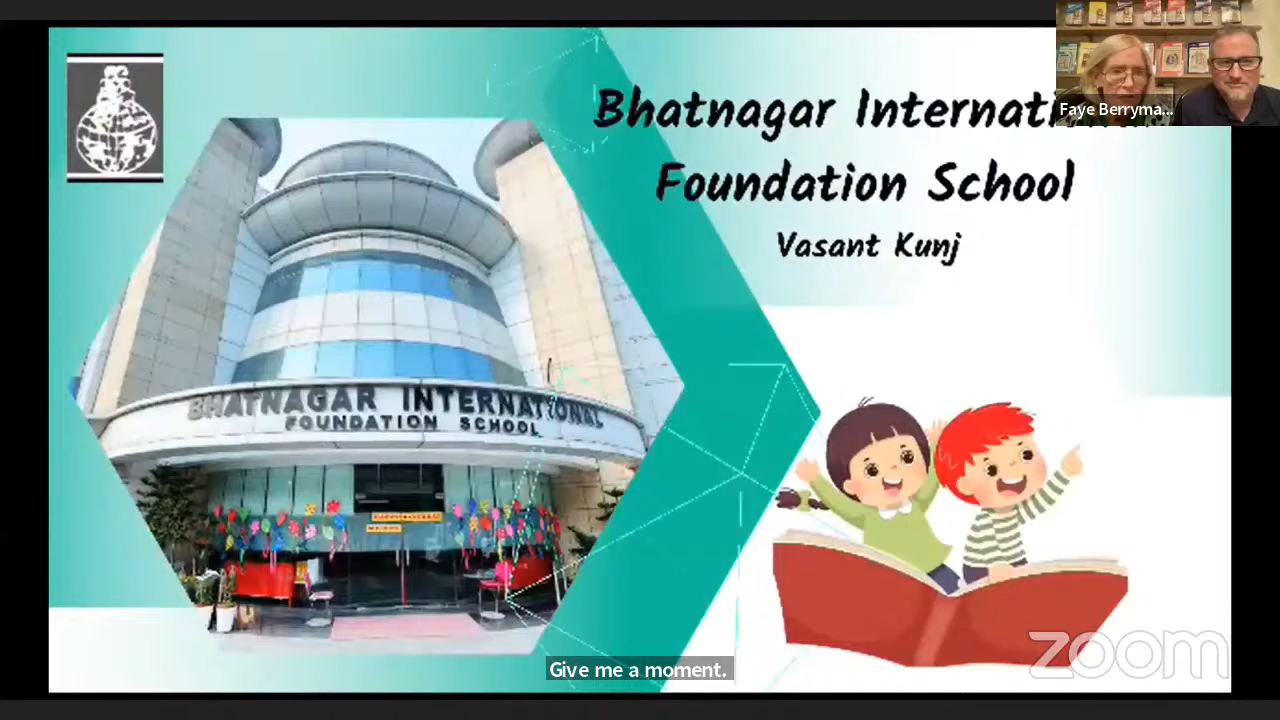 Bhatnagar Internati
Foundation School
Vasant Kunj
Faye Berryma...
BHATNAGAR INTERNATIONAL
FOUNDATION SCHOOL
Give me a moment.
zoom